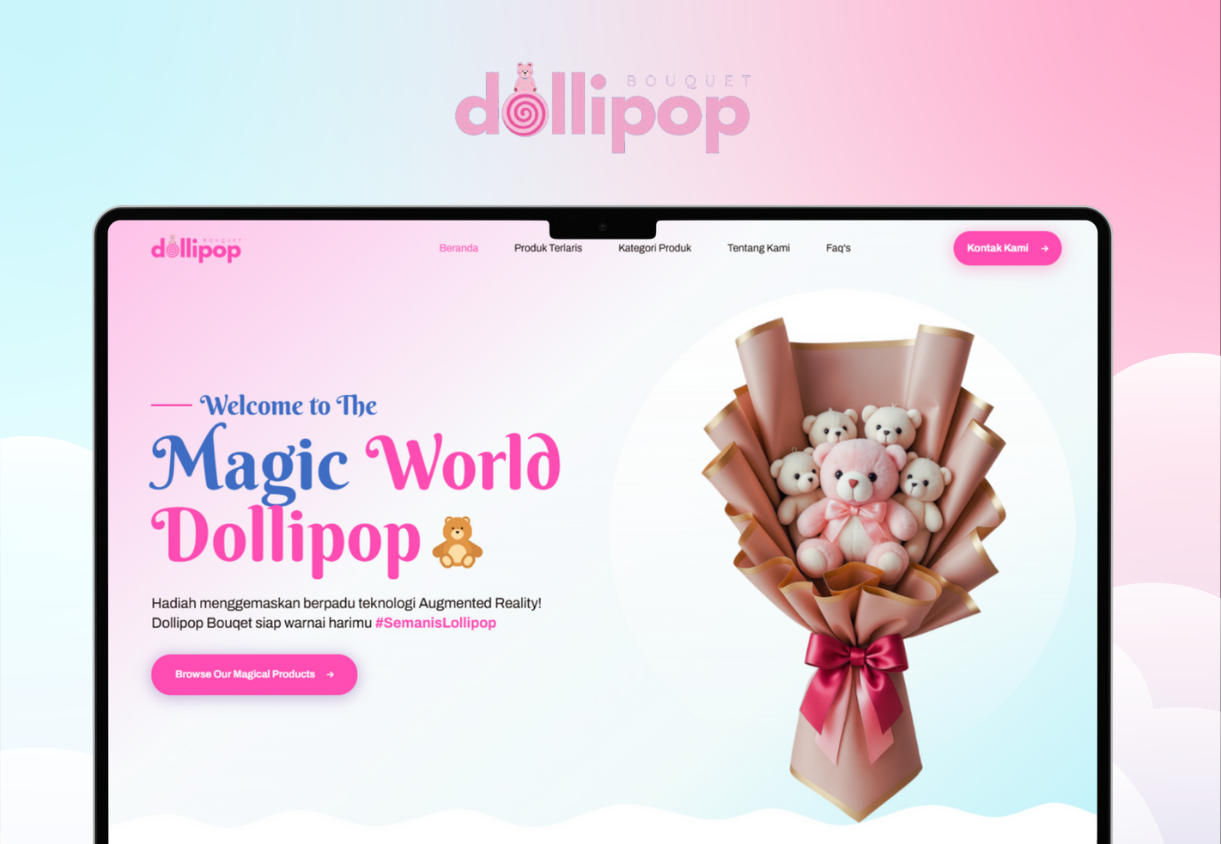 BOUQUET
dollipop
BOUQUET
dollipop
Beranda
Produk Terlaris
Kategori Produk
Tentang Kami
Faq's
Kontak Kami →
Welcome to The
Magic World
Dollipop
Hadiah menggemaskan berpadu teknologi Augmented Reality!
Dollipop Bouqet siap warnai harimu #SemanisLollipop
Browse Our Magical Products →